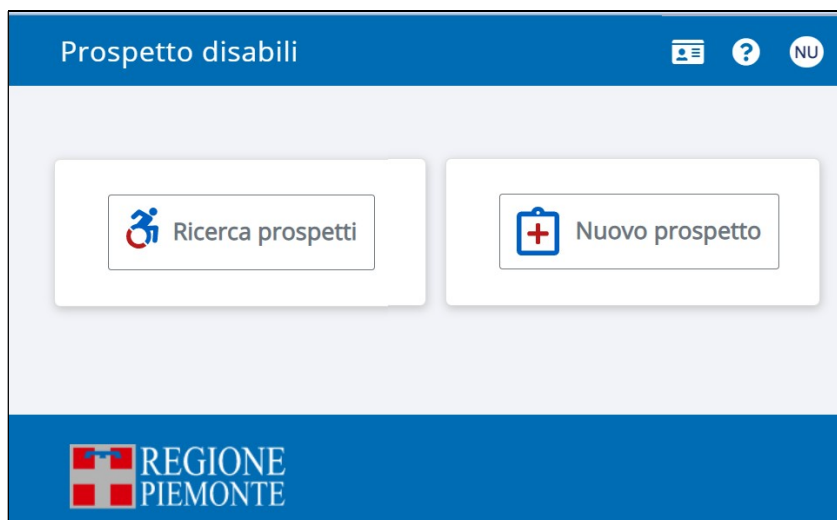 Prospetto disabili
? NU
Ricerca prospetti
Nuovo prospetto
REGIONE
PIEMONTE